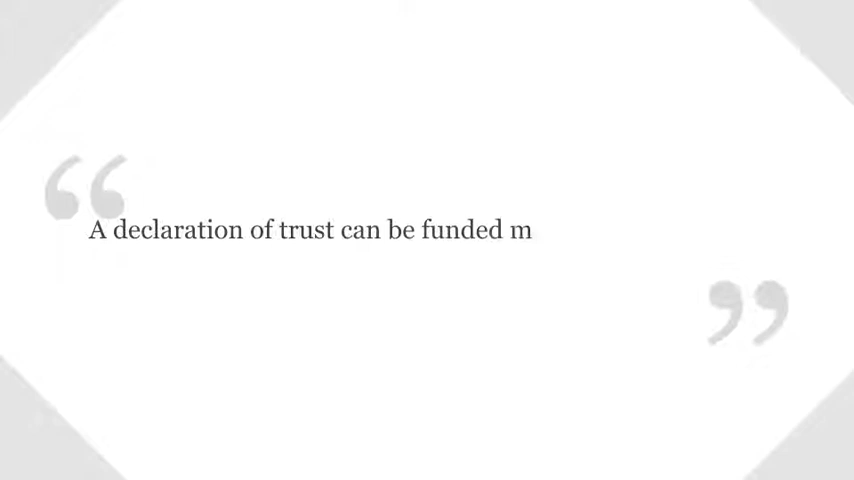 “
A declaration of trust can be funded m
”